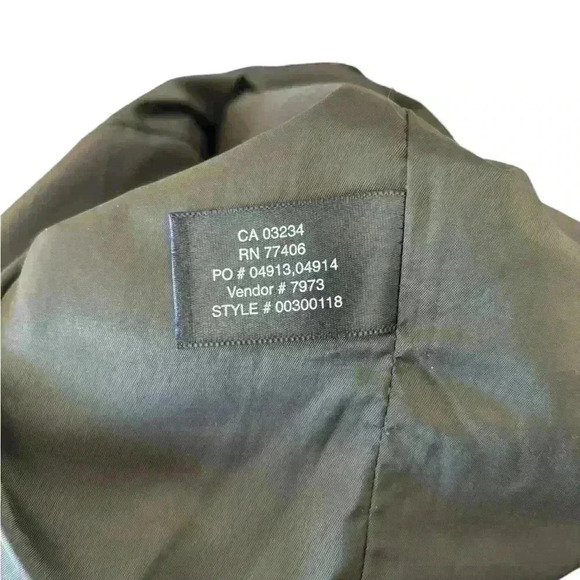 CA 03234
RN 77406
PO # 04913,04914
Vendor # 7973
STYLE # 00300118